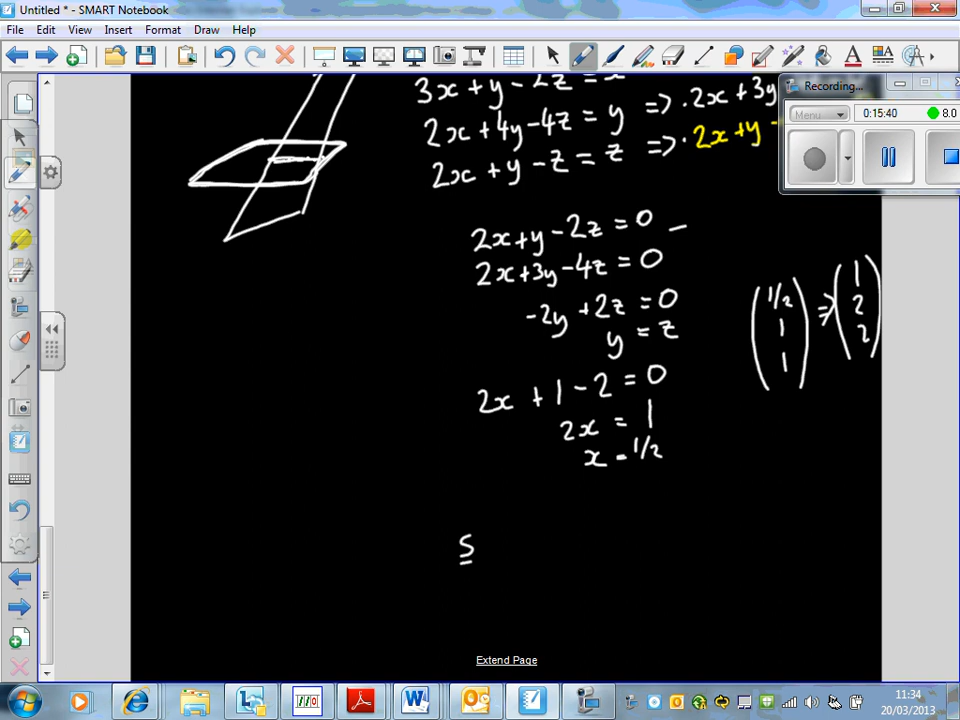 Untitled * - SMART Notebook
File Edit View Insert Format Draw Help
Recording...
Menu
0:15:40
8.0
3x + y - 2z = x
2x + 4y - 4z = y => 2x + 3y
2x + y - z = z => 2x + y -
2x + y - 2z = 0 -
2x + 3y - 4z = 0
-2y + 2z = 0
y = z
2x + 1 - 2 = 0
2x = 1
x = 1/2
(1/2 1 1) => (1 2 2)
S
Extend Page
11:34
20/03/2013